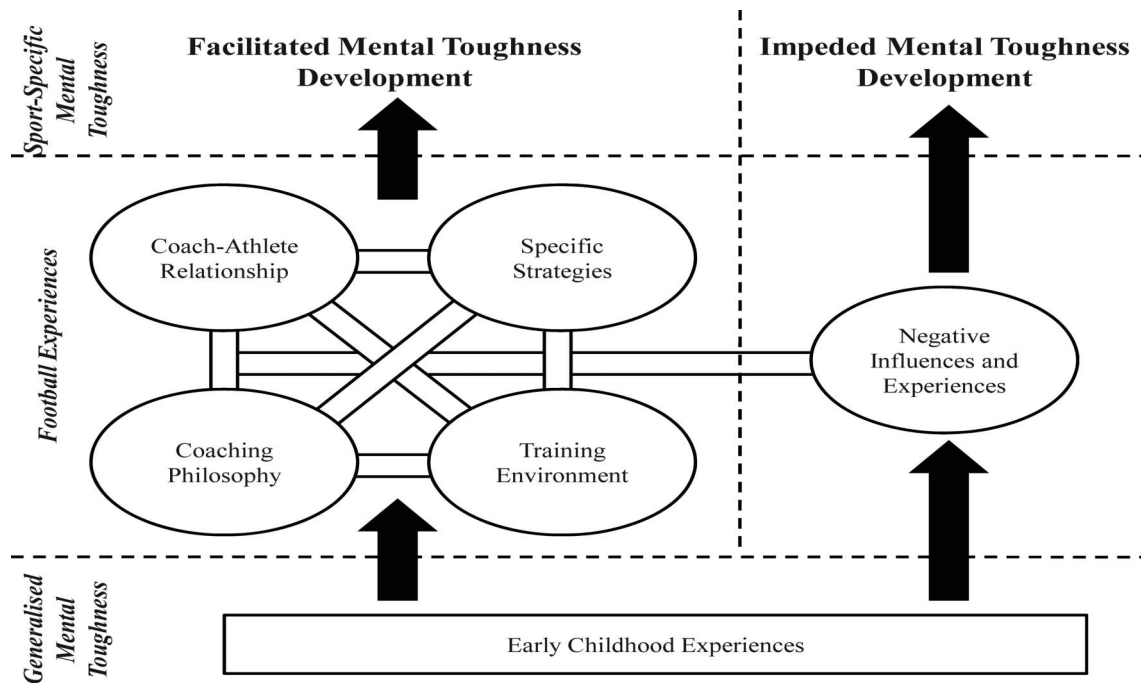 Sport-Specific
Mental
Toughness
Facilitated Mental Toughness
Development
Impeded Mental Toughness
Development
Football Experiences
Coach-Athlete
Relationship
Specific
Strategies
Negative
Influences and
Experiences
Coaching
Philosophy
Training
Environment
Generalised
Mental
Toughness
Early Childhood Experiences